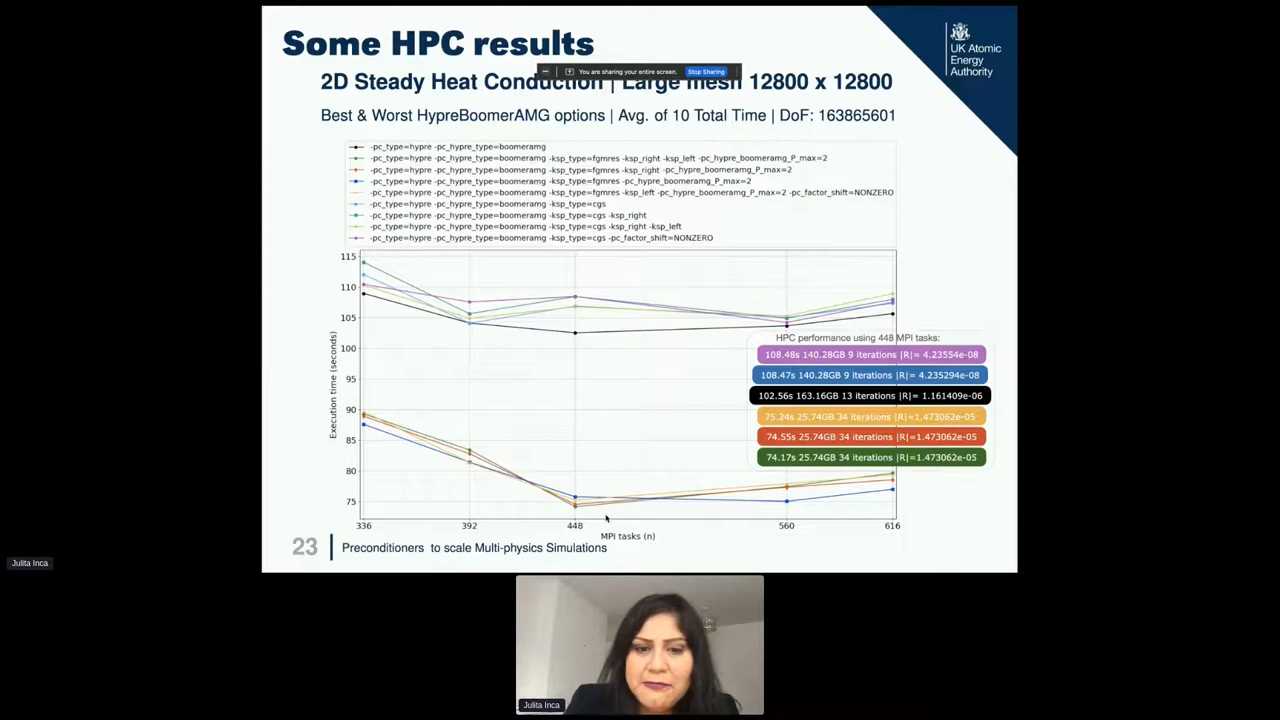 Some HPC results
UK Atomic
Energy
Authority
You are sharing your entire screen. Stop Sharing
2D Steady Heat Conduction | Large mesh 12800 x 12800
Best & Worst HypreBoomerAMG options | Avg. of 10 Total Time | DoF: 163865601
-pc_type=hypre -pc_hypre_type=boomeramg
-pc_type=hypre -pc_hypre_type=boomeramg -ksp_type=fgmres -ksp_right -ksp_left -pc_hypre_boomeramg_P_max=2
-pc_type=hypre -pc_hypre_type=boomeramg -ksp_type=fgmres -ksp_right -pc_hypre_boomeramg_P_max=2
-pc_type=hypre -pc_hypre_type=boomeramg -ksp_type=fgmres -pc_hypre_boomeramg_P_max=2
-pc_type=hypre -pc_hypre_type=boomeramg -ksp_type=fgmres -ksp_left -pc_hypre_boomeramg_P_max=2 -pc_factor_shift=NONZERO
-pc_type=hypre -pc_hypre_type=boomeramg -ksp_type=cgs
-pc_type=hypre -pc_hypre_type=boomeramg -ksp_type=cgs -ksp_right
-pc_type=hypre -pc_hypre_type=boomeramg -ksp_type=cgs -ksp_right -ksp_left
-pc_type=hypre -pc_hypre_type=boomeramg -ksp_type=cgs -pc_factor_shift=NONZERO
115
110
105
100
95
90
85
80
75
Execution time (seconds)
HPC performance using 448 MPI tasks:
108.48s 140.28GB 9 iterations |R|= 4.23554e-08
108.47s 140.28GB 9 iterations |R|= 4.235294e-08
102.56s 163.16GB 13 iterations |R|= 1.161409e-06
75.24s 25.74GB 34 iterations |R|=1.473062e-05
74.55s 25.74GB 34 iterations |R|=1.473062e-05
74.17s 25.74GB 34 iterations |R|=1.473062e-05
336 392 448 560 616
MPI tasks (n)
23 Preconditioners to scale Multi-physics Simulations
Julita Inca
Julita Inca